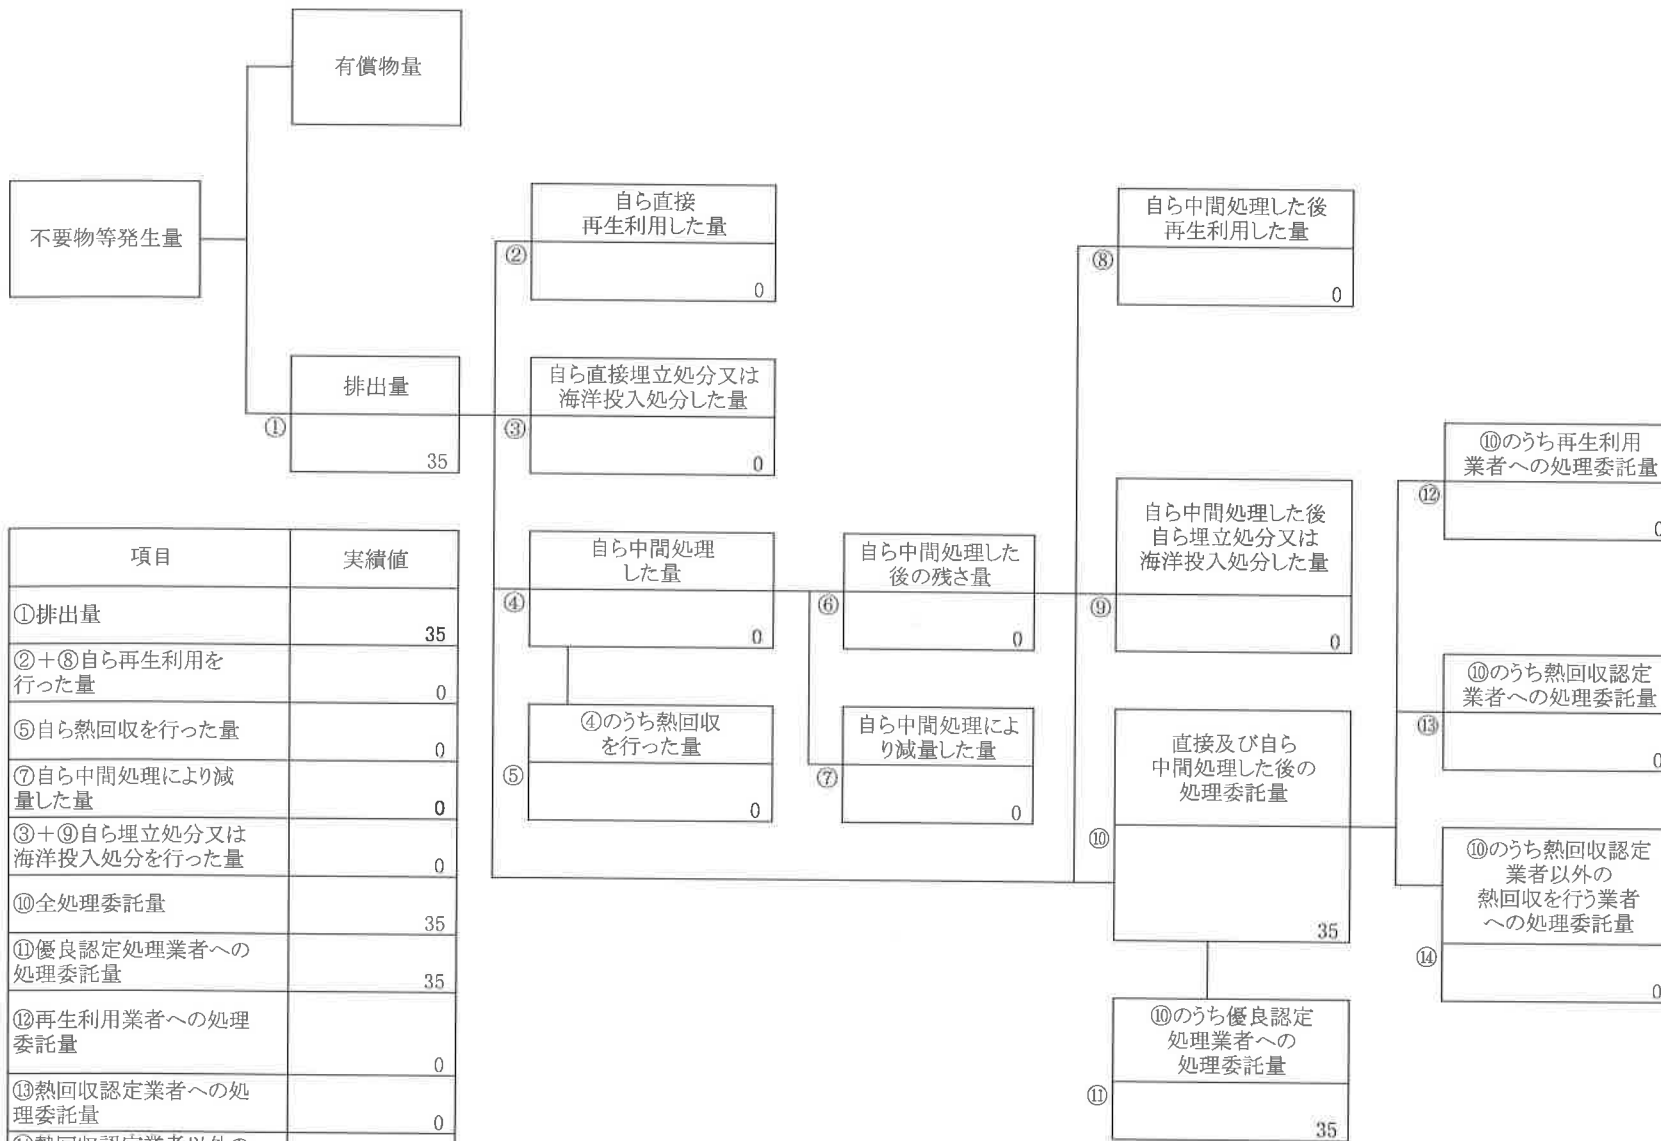 有償物量
不要物等発生量
排出量
①
35
自ら直接
再生利用した量
②
0
自ら直接埋立処分又は
海洋投入処分した量
③
0
自ら中間処理
した量
④
0
④のうち熱回収
を行った量
⑤
0
自ら中間処理した
後の残さ量
⑥
0
自ら中間処理によ
り減量した量
⑦
0
自ら中間処理した後
再生利用した量
⑧
0
自ら中間処理した後
自ら埋立処分又は
海洋投入処分した量
⑨
0
直接及び自ら
中間処理した後の
処理委託量
⑩
35
⑩のうち優良認定
処理業者への
処理委託量
⑪
35
⑩のうち再生利用
業者への処理委託量
⑫
0
⑩のうち熱回収認定
業者への処理委託量
⑬
0
⑩のうち熱回収認定
業者以外の
熱回収を行う業者
への処理委託量
⑭
0
項目 実績値
①排出量
35
②+⑧自ら再生利用を
行った量
0
⑤自ら熱回収を行った量
0
⑦自ら中間処理により減
量した量
0
③+⑨自ら埋立処分又は
海洋投入処分を行った量
0
⑩全処理委託量
35
⑪優良認定処理業者への
処理委託量
35
⑫再生利用業者への処理
委託量
0
⑬熱回収認定業者への処
理委託量
0